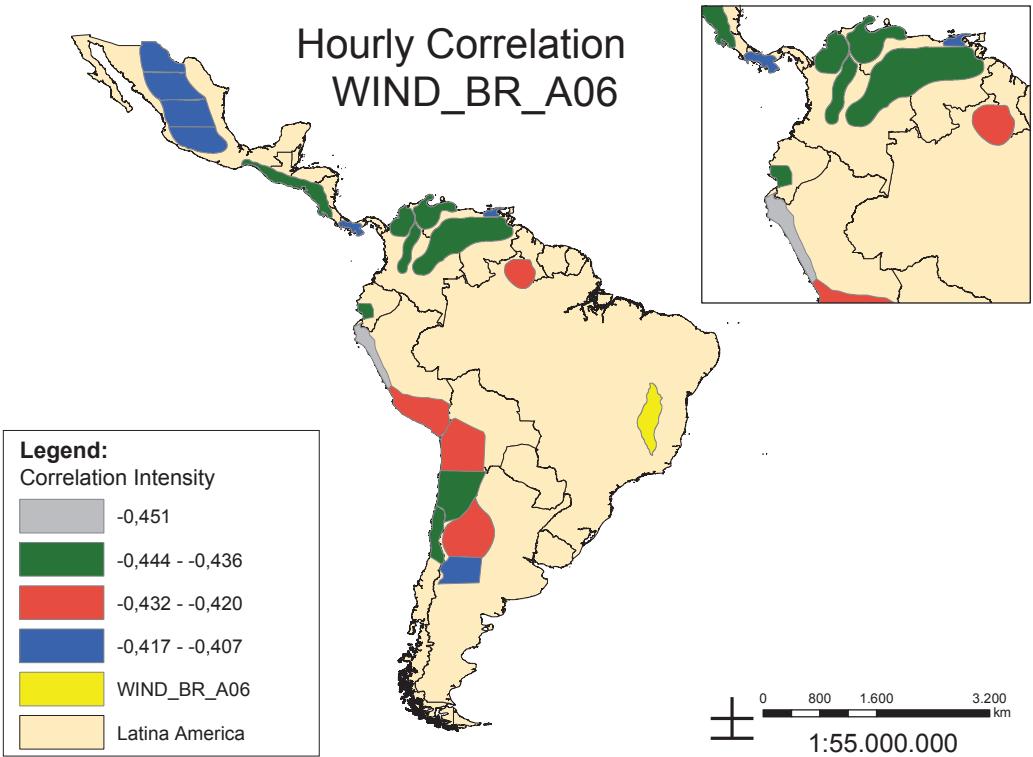 Hourly Correlation
WIND_BR_A06
Legend:
Correlation Intensity
-0,451
-0,444 - -0,436
-0,432 - -0,420
-0,417 - -0,407
WIND_BR_A06
Latina America
0 800 1.600 3.200
km
1:55.000.000